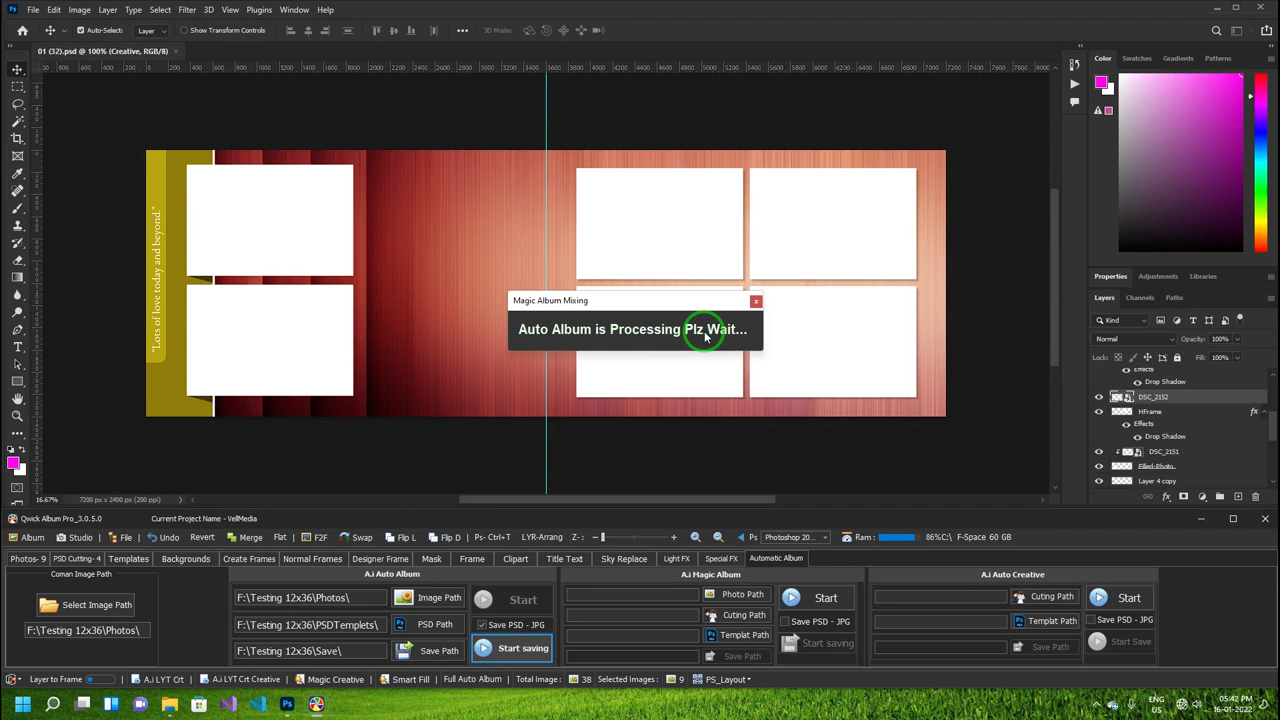 File Edit Image Layer Type Select Filter 3D View Plugins Window Help
Auto-Select: Layer Show Transform Controls 3D Mode:
01 (32).psd @ 100% (Creative, RGB/8)
Color Swatches Gradients Patterns
"Lots of love today and beyond."
Magic Album Mixing
Auto Album is Processing Plz Wait...
Properties Adjustments Libraries
Layers Channels Paths
Kind
Normal Opacity: 100%
Lock: Fill: 100%
Effects
Drop Shadow
DSC_2152
HFrame fx
Effects
Drop Shadow
DSC_2151
Filled-Photo
Layer 4 copy
16.67% 7200 px x 2400 px (200 ppi)
Qwick Album Pro_3.0.5.0 Current Project Name - VellMedia
Album Studio File Undo Revert Merge Flat F2F Swap Flip L Flip D Ps- Ctrl+T LYR-Arrang Z-: Ps Photoshop 20... Ram : 86%C:/ F-Space 60 GB
Photos- 9 PSD Cutting- 4 Templates Backgrounds Create Frames Normal Frames Designer Frame Mask Frame Clipart Title Text Sky Replace Light FX Special FX Automatic Album
Coman Image Path A.i Auto Album A.i Magic Album A.i Auto Creative
F:\Testing 12x36\Photos\ Image Path Start Photo Path Start Cuting Path Start
Select Image Path
Cuting Path
F:\Testing 12x36\PSDTemplets\ PSD Path Save PSD - JPG Save PSD - JPG Templat Path Save PSD - JPG
F:\Testing 12x36\Photos\
Templat Path Start saving Start Save
F:\Testing 12x36\Save\ Save Path Start saving Save Path Save Path
Layer to Frame A.i LYT Crt A.i LYT Crt Creative Magic Creative Smart Fill Full Auto Album Total Image: 38 Selected Images: 9 PS_Layout
ENG US 05:42 PM 16-01-2022